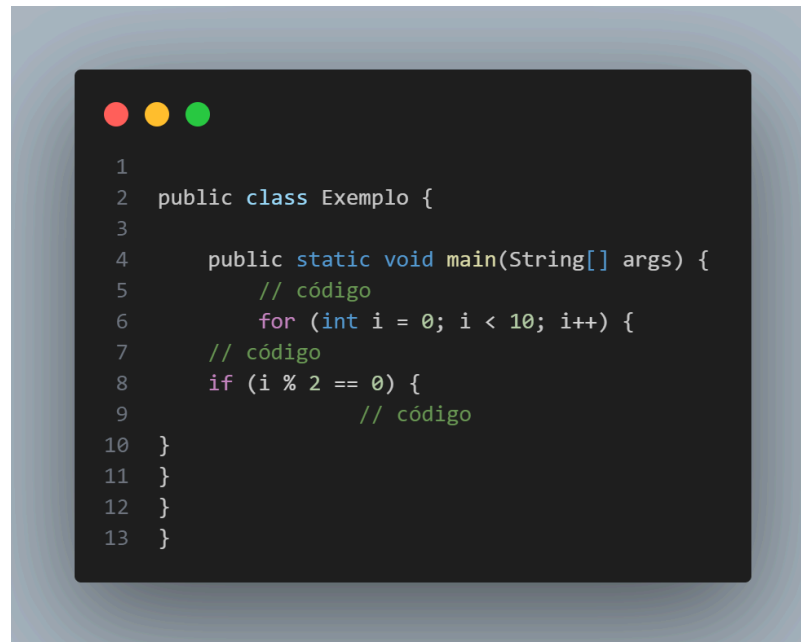 1
2 public class Exemplo {
3
4     public static void main(String[] args) {
5         // código
6         for (int i = 0; i < 10; i++) {
7     // código
8     if (i % 2 == 0) {
9                 // código
10 }
11 }
12 }
13 }